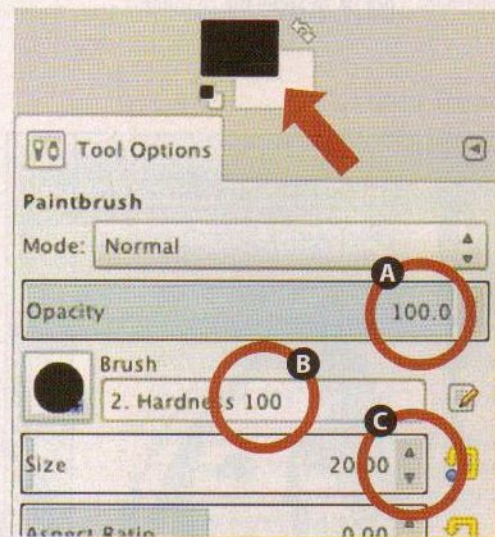 Tool Options
Paintbrush
Mode: Normal
A
Opacity 100.0
Brush B
2. Hardness 100
C
Size 20.00
Aspect Ratio 0.00